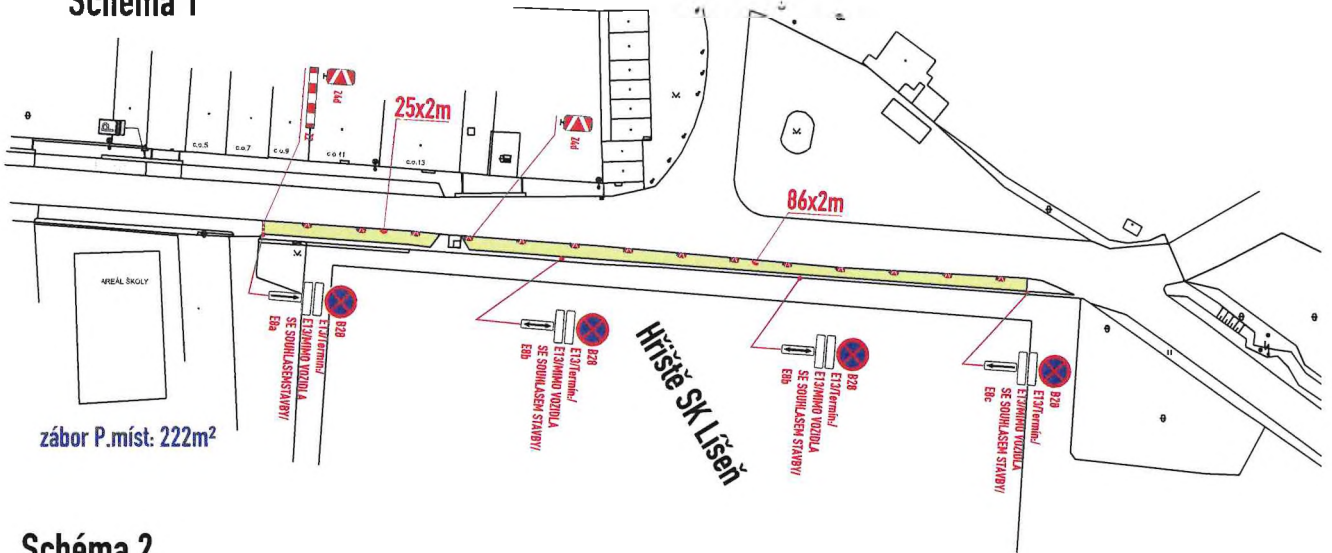 Schéma 1
Z4d
Z2
25x2m
Z4d
č.o.5
č.o.7
č.o.9
č.o.11
č.o.13
86x2m
AREÁL ŠKOLY
B28
E13/Termín:/
E13/MIMO VOZIDLA
SE SOUHLASEMSTAVBY/
E8a
B28
E13/Termín:/
E13/MIMO VOZIDLA
SE SOUHLASEM STAVBY/
E8b
Hřiště SK Líšeň
B28
E13/Termín:/
E13/MIMO VOZIDLA
SE SOUHLASEM STAVBY/
E8b
B28
E13/Termín:/
E13/MIMO VOZIDLA
SE SOUHLASEM STAVBY/
E8c
zábor P.míst: 222m²
Schéma 2